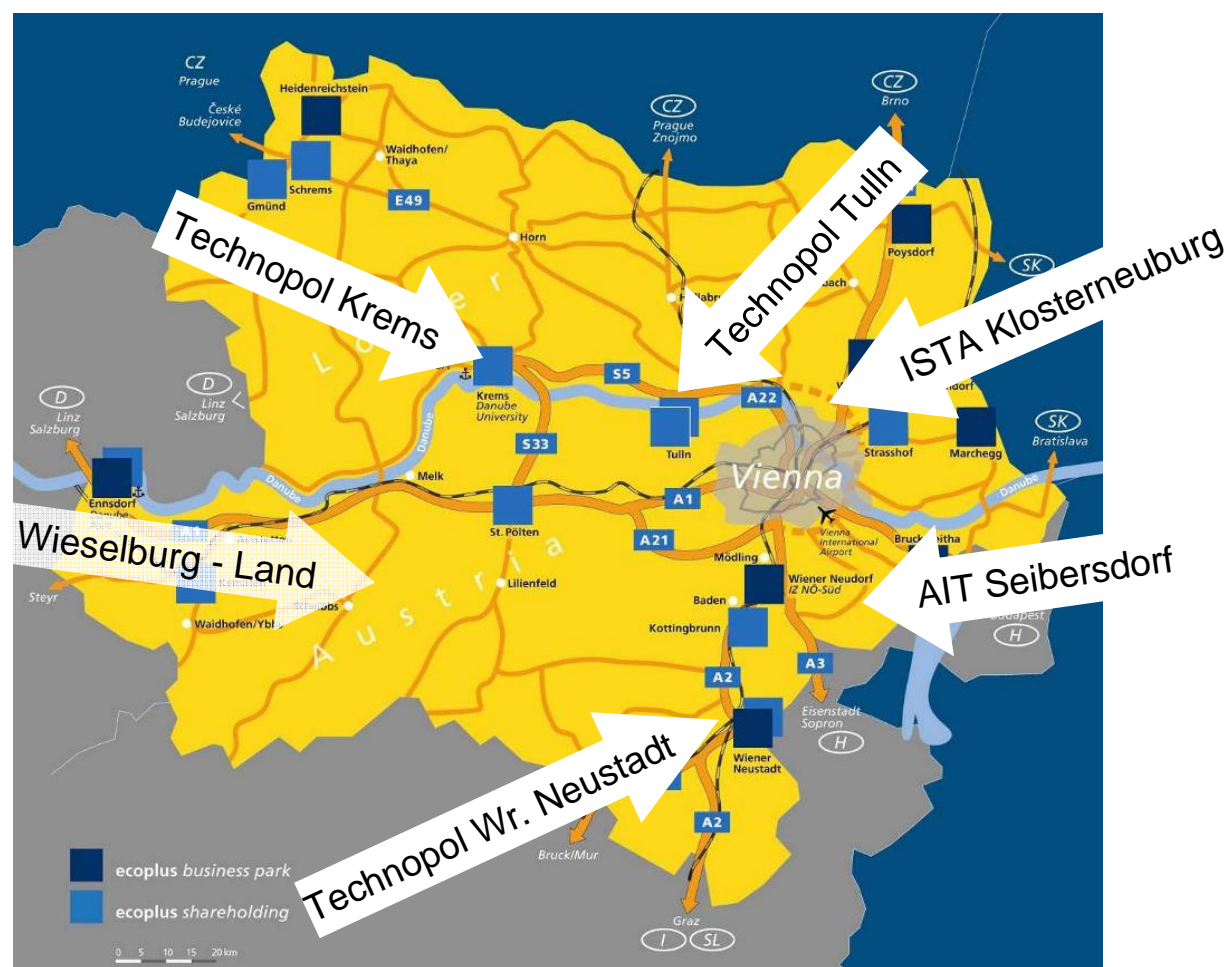 CZ
Prague
Heidenreichstein
České
Budejovice
CZ
Prague
Znojmo
CZ
Brno
Waidhofen/
Thaya
Schrems
Gmünd
E49
Horn
Poysdorf
SK
Technopol Krems
Technopol Tulln
ISTA Klosterneuburg
Lo er
D
Linz
Salzburg
D
Linz
Salzburg
Krems
Danube
University
S5
A22
S33
Tulln
Strasshof
Marchegg
SK
Bratislava
Danube
Danube
Danube
Melk
Vienna
Ennsdorf
St. Pölten
A1
A21
Vienna
International
Airport
Mödling
Wieselburg - Land
AIT Seibersdorf
Austria
Lilienfeld
Wiener Neudorf
IZ NÖ-Süd
Steyr
Baden
Waidhofen/Ybbs
Kottingbrunn
Budapest
H
A2
A3
Eisenstadt
Sopron
H
Technopol Wr. Neustadt
Wiener
Neustadt
A2
Bruck/Mur
ecoplus business park
ecoplus shareholding
Graz
I
SL
0 5 10 15 20 km